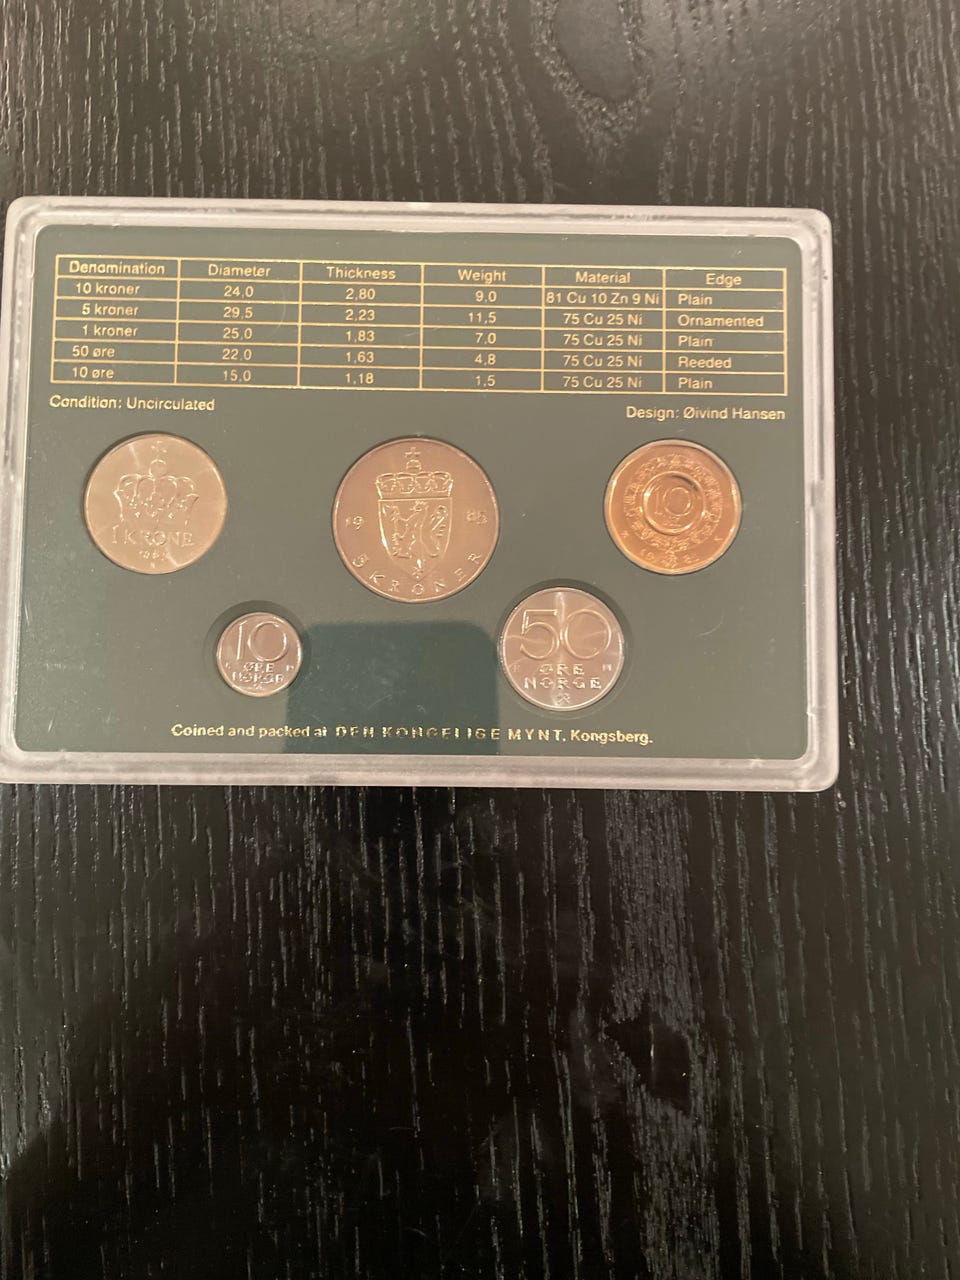 Denomination Diameter Thickness Weight Material Edge
10 kroner 24,0 2,80 9,0 81 Cu 10 Zn 9 Ni Plain
5 kroner 29,5 2,23 11,5 75 Cu 25 Ni Ornamented
1 kroner 25,0 1,83 7,0 75 Cu 25 Ni Plain
50 øre 22,0 1,63 4,8 75 Cu 25 Ni Reeded
10 øre 15,0 1,18 1,5 75 Cu 25 Ni Plain
Condition: Uncirculated
Design: Øivind Hansen
1 KRONE
19 85
5 KRONER
10
10
ØRE
NORGE
50
ØRE
NORGE
Coined and packed at DEN KONGELIGE MYNT, Kongsberg.